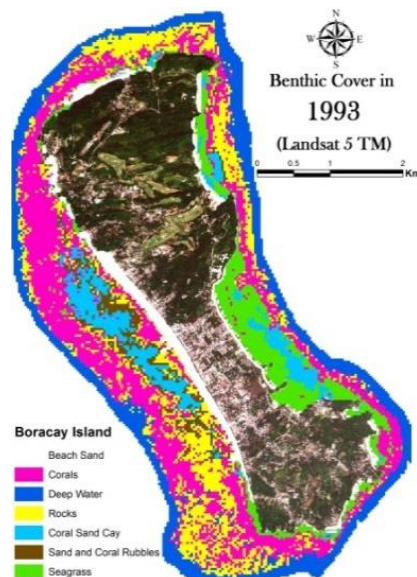 N
W E
S
Benthic Cover in
1993
(Landsat 5 TM)
0 0.5 1 2
Km
Boracay Island
Beach Sand
Corals
Deep Water
Rocks
Coral Sand Cay
Sand and Coral Rubbles
Seagrass